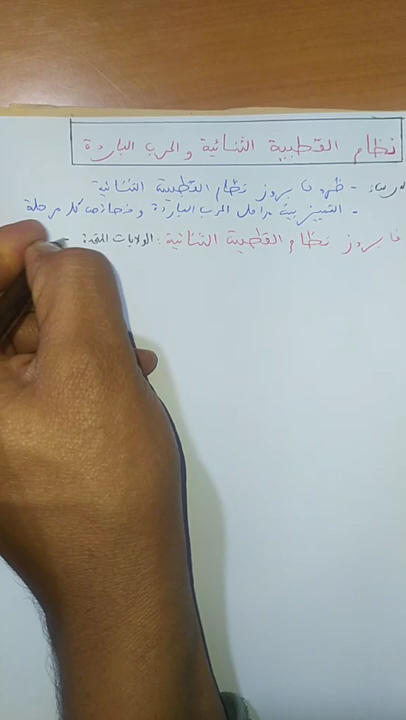 نظام القطبية الثنائية والحرب الباردة
- ظروف بروز نظام القطبية الثنائية
- التمييز بين مراحل الحرب الباردة وخصائص كل مرحلة
بروز نظام القطبية الثنائية : الولايات المتحدة